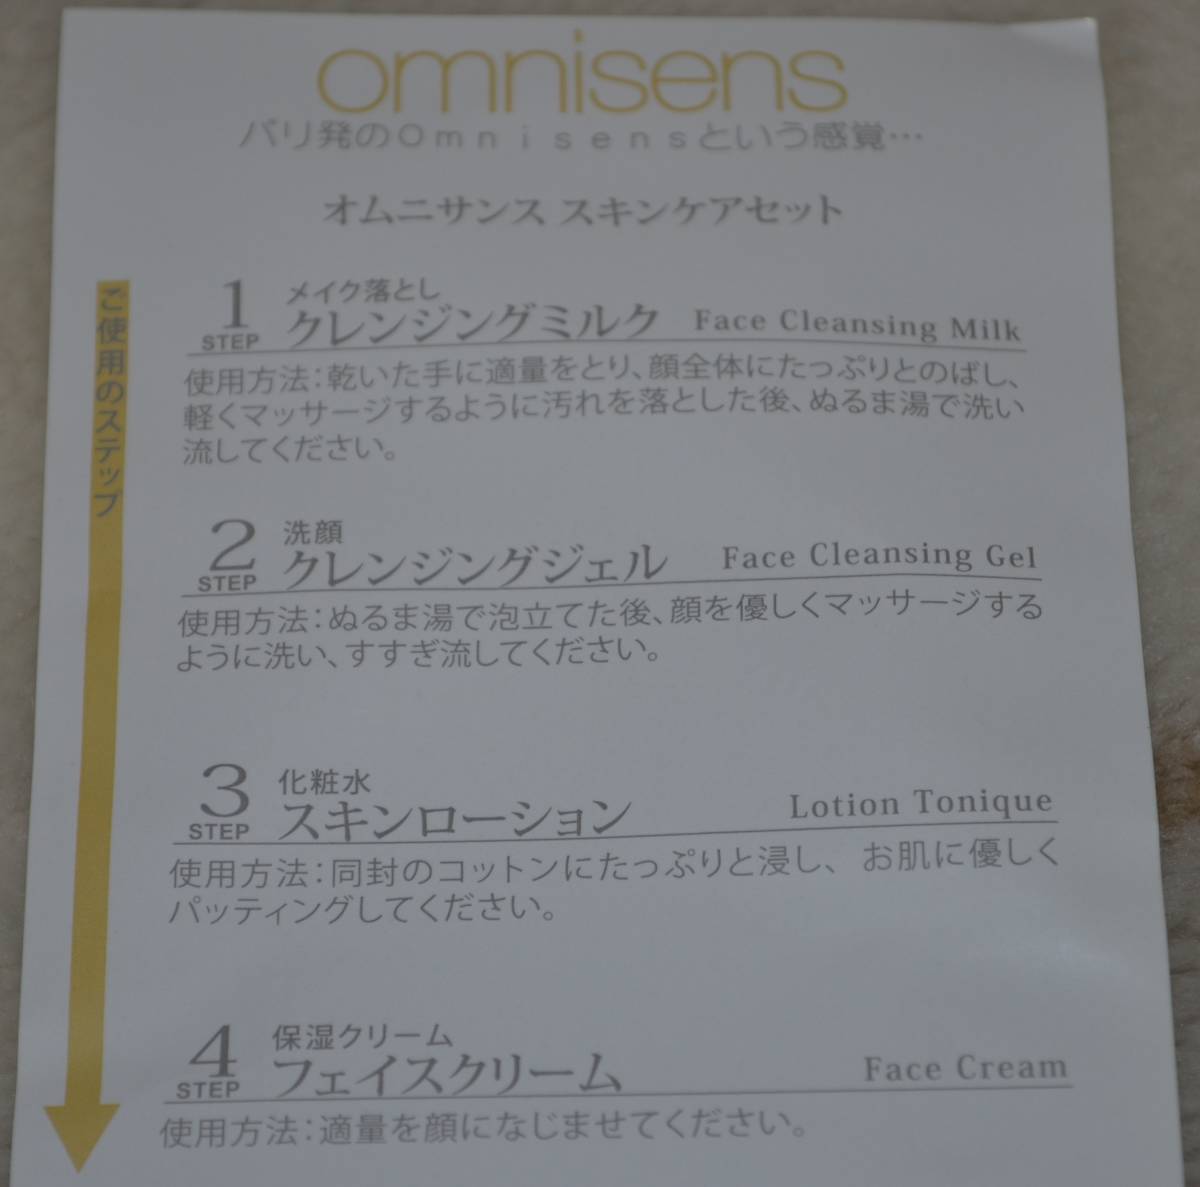 omnisens
パリ発のOmnisensという感覚…
オムニサンス スキンケアセット
ご使用のステップ
1 STEP
メイク落とし
クレンジングミルク Face Cleansing Milk
使用方法：乾いた手に適量をとり、顔全体にたっぷりとのばし、
軽くマッサージするように汚れを落とした後、ぬるま湯で洗い
流してください。
2 STEP
洗顔
クレンジングジェル Face Cleansing Gel
使用方法：ぬるま湯で泡立てた後、顔を優しくマッサージする
ように洗い、すすぎ流してください。
3 STEP
化粧水
スキンローション Lotion Tonique
使用方法：同封のコットンにたっぷりと浸し、 お肌に優しく
パッティングしてください。
4 STEP
保湿クリーム
フェイスクリーム Face Cream
使用方法：適量を顔になじませてください。